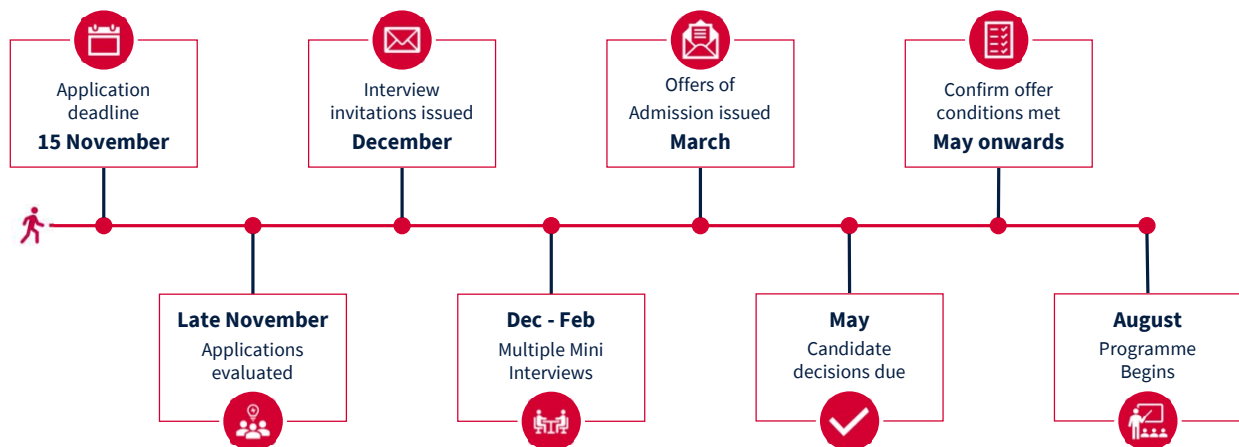 Application
deadline
15 November
Interview
invitations issued
December
Offers of
Admission issued
March
Confirm offer
conditions met
May onwards
Late November
Applications
evaluated
Dec - Feb
Multiple Mini
Interviews
May
Candidate
decisions due
August
Programme
Begins